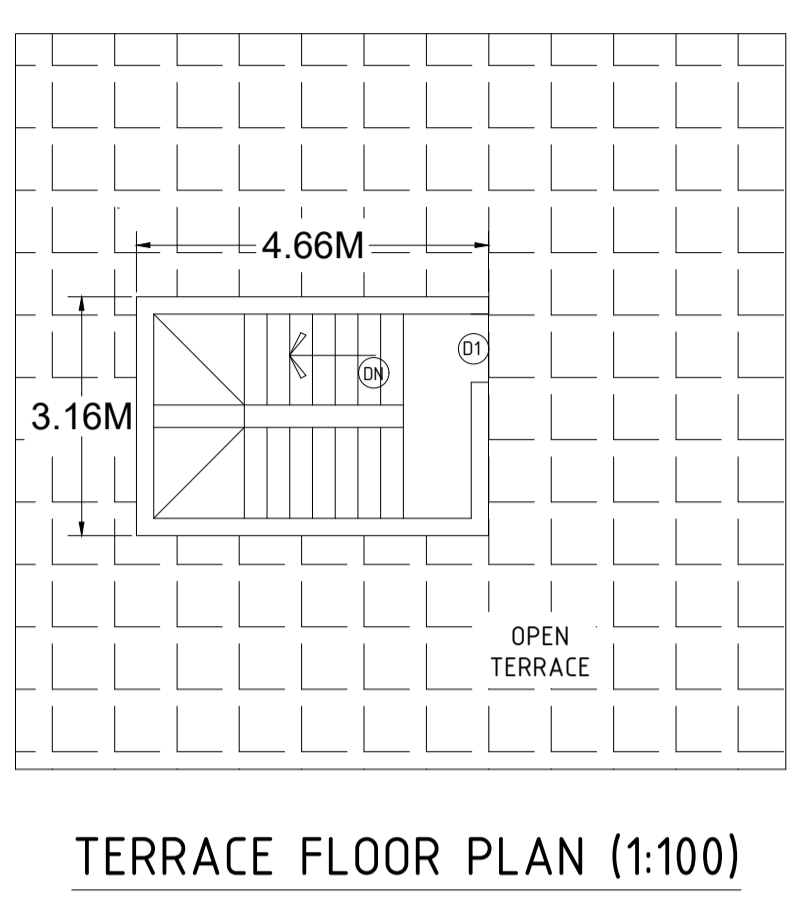 4.66M
D1
DN
3.16M
OPEN
TERRACE
TERRACE FLOOR PLAN (1:100)